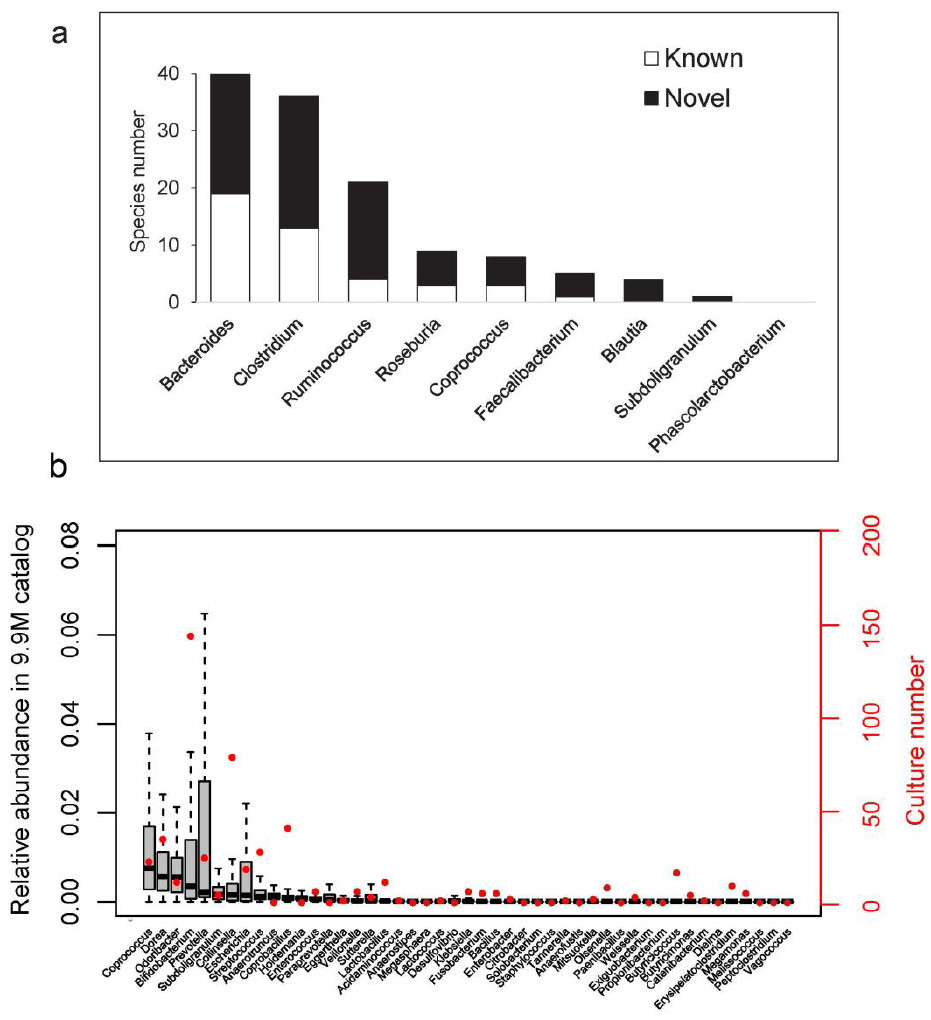 a
Known
Novel
Species number
40
30
20
10
0
Bacteroides
Clostridium
Ruminococcus
Roseburia
Coprococcus
Faecalibacterium
Blautia
Subdoligranulum
Phascolarctobacterium
b
Relative abundance in 9.9M catalog
0.08
0.06
0.04
0.02
0.00
200
150
100
50
0
Culture number
Coprococcus
Dorea
Odoribacter
Bifidobacterium
Prevotella
Subdoligranulum
Collinsella
Escherichia
Streptococcus
Anaerotruncus
Coprobacillus
Holdemania
Enterococcus
Paraprevotella
Eggerthella
Veillonella
Sutterella
Lactobacillus
Acidaminococcus
Anaerostipes
Megasphaera
Lactococcus
Desulfovibrio
Klebsiella
Fusobacterium
Bacillus
Enterobacter
Citrobacter
Solobacterium
Staphylococcus
Tannerella
Anaerofustis
Mitsuokella
Olsenella
Paenibacillus
Weissella
Exiguobacterium
Propionibacterium
Butyricicoccus
Butyricimonas
Catenibacterium
Dielma
Erysipelatoclostridium
Megamonas
Melissococcus
Peptoclostridium
Vagococcus